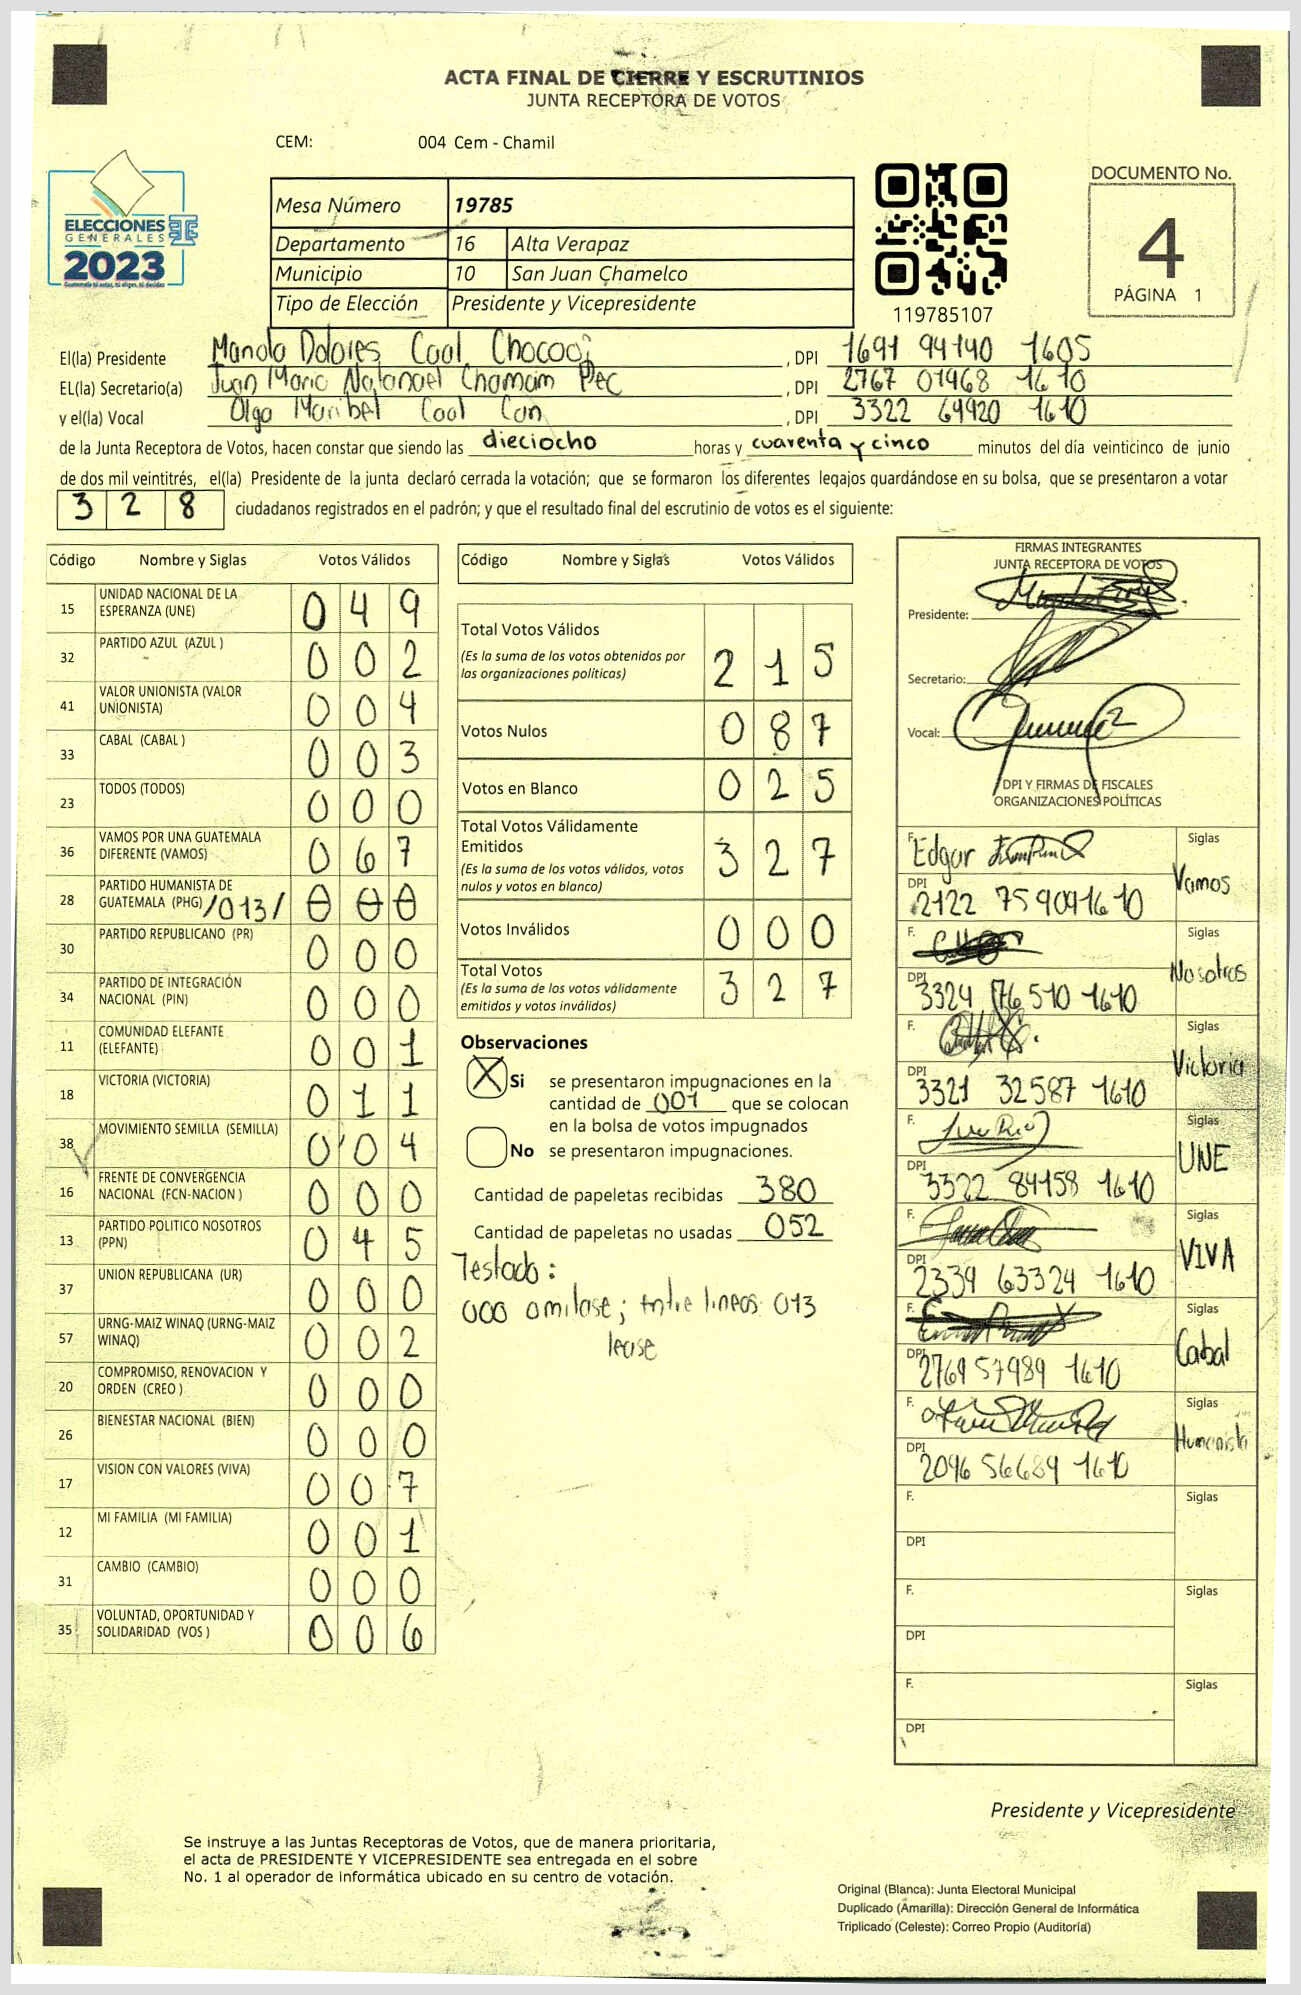 ACTA FINAL DE CIERRE Y ESCRUTINIOS
JUNTA RECEPTORA DE VOTOS
CEM: 004 Cem - Chamil
DOCUMENTO No.
4
PÁGINA 1
ELECCIONES
GENERALES
2023
Mesa Número 19785
Departamento 16 Alta Verapaz
Municipio 10 San Juan Chamelco
Tipo de Elección Presidente y Vicepresidente
119785107
El(la) Presidente Manolo Dolores Caal Chocooj, DPI 1691 94140 1605
EL(la) Secretario(a) Juan Mario Natanael Chamam Pec, DPI 2767 01968 1610
y el(la) Vocal Olga Maribel Caal Can, DPI 3322 64920 1610
de la Junta Receptora de Votos, hacen constar que siendo las dieciocho horas y cuarenta y cinco minutos del día veinticinco de junio
de dos mil veintitrés, el(la) Presidente de la junta declaró cerrada la votación; que se formaron los diferentes legajos guardándose en su bolsa, que se presentaron a votar
3 2 8 ciudadanos registrados en el padrón; y que el resultado final del escrutinio de votos es el siguiente:
Código Nombre y Siglas Votos Válidos
15 UNIDAD NACIONAL DE LA ESPERANZA (UNE) 0 4 9
32 PARTIDO AZUL (AZUL ) 0 0 2
41 VALOR UNIONISTA (VALOR UNIONISTA) 0 0 4
33 CABAL (CABAL ) 0 0 3
23 TODOS (TODOS) 0 0 0
36 VAMOS POR UNA GUATEMALA DIFERENTE (VAMOS) 0 6 7
28 PARTIDO HUMANISTA DE GUATEMALA (PHG) /013/ 0 0 0
30 PARTIDO REPUBLICANO (PR) 0 0 0
34 PARTIDO DE INTEGRACIÓN NACIONAL (PIN) 0 0 0
11 COMUNIDAD ELEFANTE (ELEFANTE) 0 0 1
18 VICTORIA (VICTORIA) 0 1 1
38 MOVIMIENTO SEMILLA (SEMILLA) 0 0 4
16 FRENTE DE CONVERGENCIA NACIONAL (FCN-NACION ) 0 0 0
13 PARTIDO POLITICO NOSOTROS (PPN) 0 4 5
37 UNION REPUBLICANA (UR) 0 0 0
57 URNG-MAIZ WINAQ (URNG-MAIZ WINAQ) 0 0 2
20 COMPROMISO, RENOVACION Y ORDEN (CREO ) 0 0 0
26 BIENESTAR NACIONAL (BIEN) 0 0 0
17 VISION CON VALORES (VIVA) 0 0 7
12 MI FAMILIA (MI FAMILIA) 0 0 1
31 CAMBIO (CAMBIO) 0 0 0
35 VOLUNTAD, OPORTUNIDAD Y SOLIDARIDAD (VOS ) 0 0 6
Código Nombre y Siglas Votos Válidos
Total Votos Válidos 2 1 5
(Es la suma de los votos obtenidos por
las organizaciones políticas)
Votos Nulos 0 8 7
Votos en Blanco 0 2 5
Total Votos Válidamente
Emitidos 3 2 7
(Es la suma de los votos válidos, votos
nulos y votos en blanco)
Votos Inválidos 0 0 0
Total Votos 3 2 7
(Es la suma de los votos válidamente
emitidos y votos inválidos)
Observaciones
X Si se presentaron impugnaciones en la
cantidad de 001 que se colocan
en la bolsa de votos impugnados
No se presentaron impugnaciones.
Cantidad de papeletas recibidas 380
Cantidad de papeletas no usadas 052
Testado:
000 omitase; entre lineas 013
lease
FIRMAS INTEGRANTES
JUNTA RECEPTORA DE VOTOS
Presidente:
Secretario:
Vocal:
DPI Y FIRMAS DE FISCALES
ORGANIZACIONES POLÍTICAS
F. Edgar Siglas
DPI 2122 75909 1610 Vamos
F. Siglas
DPI 3324 76510 1610 Nosotros
F. Siglas
DPI 3321 32587 1610 Victoria
F. Siglas
DPI 3322 84158 1610 UNE
F. Siglas
DPI 2339 63324 1610 VIVA
F. Siglas
DPI 2769 57989 1610 Cabal
F. Siglas
DPI 2096 56689 1610 Humanista
F. Siglas
DPI
F. Siglas
DPI
F. Siglas
DPI
Presidente y Vicepresidente
Se instruye a las Juntas Receptoras de Votos, que de manera prioritaria,
el acta de PRESIDENTE Y VICEPRESIDENTE sea entregada en el sobre
No. 1 al operador de informática ubicado en su centro de votación.
Original (Blanca): Junta Electoral Municipal
Duplicado (Amarilla): Dirección General de Informática
Triplicado (Celeste): Correo Propio (Auditoría)